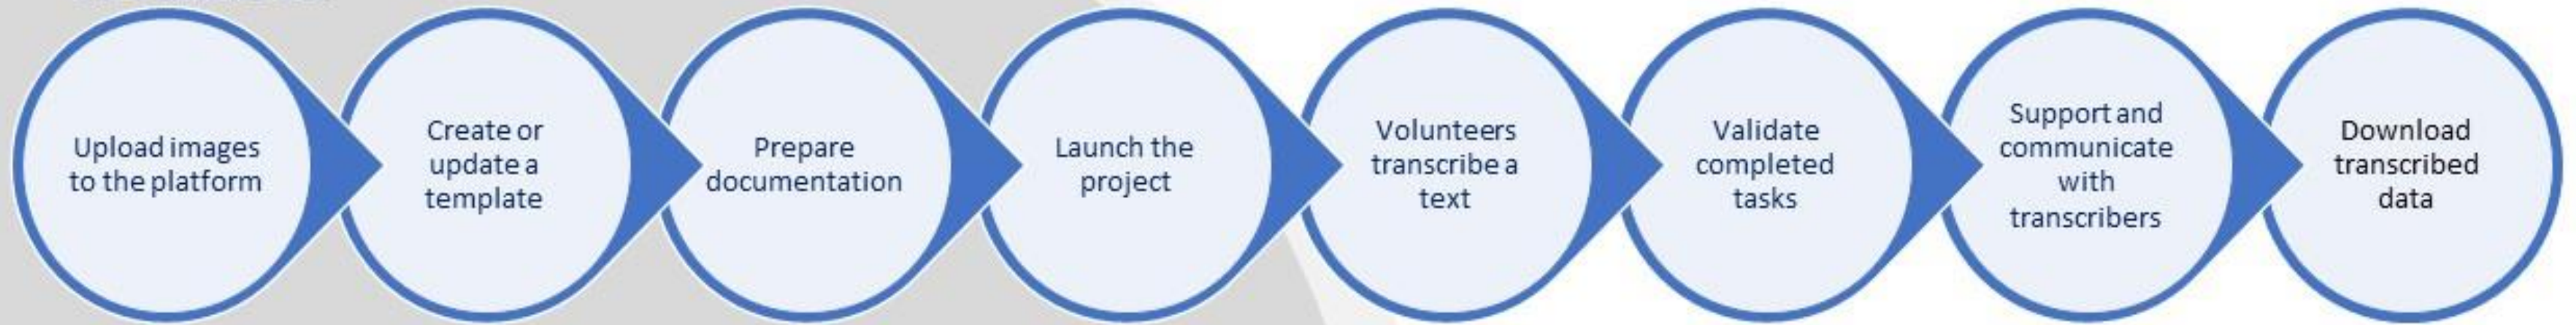 Upload images
to the platform
Create or
update a
template
Prepare
documentation
Launch the
project
Volunteers
transcribe a
text
Validate
completed
tasks
Support and
communicate
with
transcribers
Download
transcribed
data